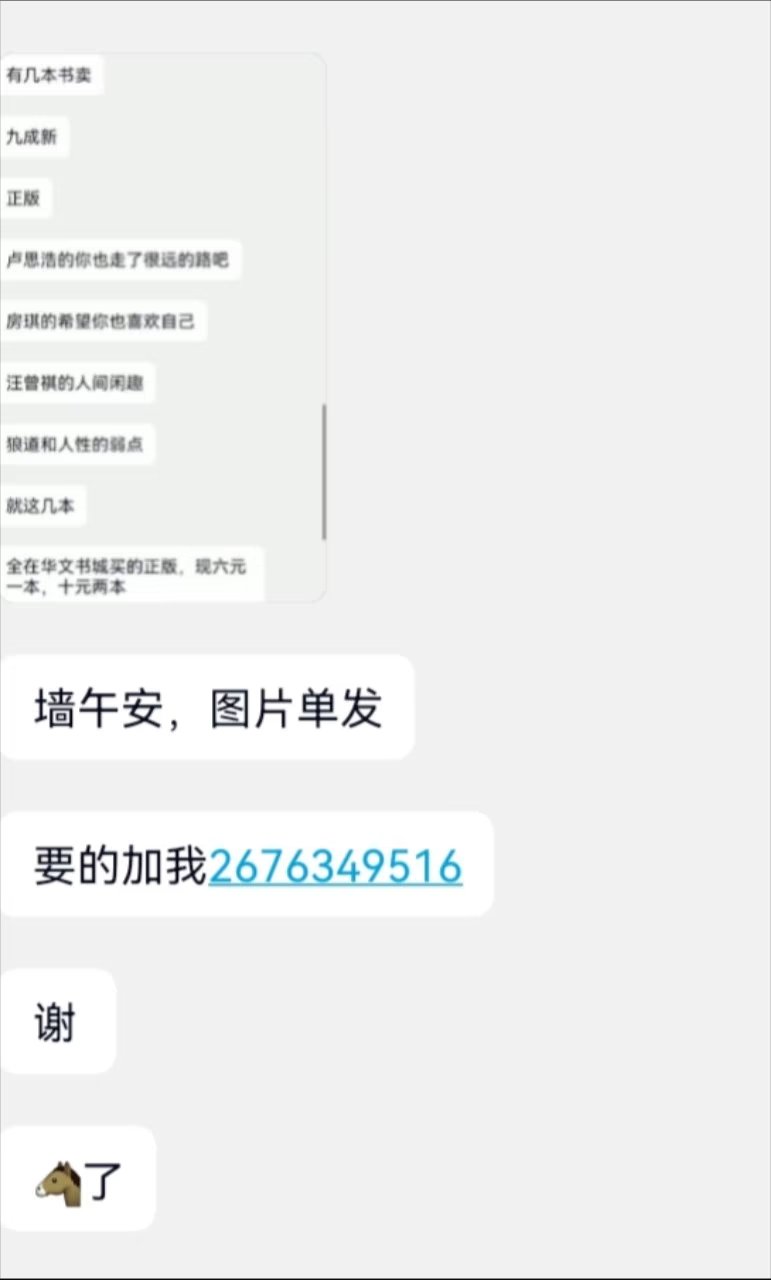 有几本书卖
九成新
正版
卢思浩的你也走了很远的路吧
房琪的希望你也喜欢自己
汪曾祺的人间闲趣
狼道和人性的弱点
就这几本
全在华文书城买的正版，现六元
一本，十元两本
墙午安，图片单发
要的加我2676349516
谢
🐴了